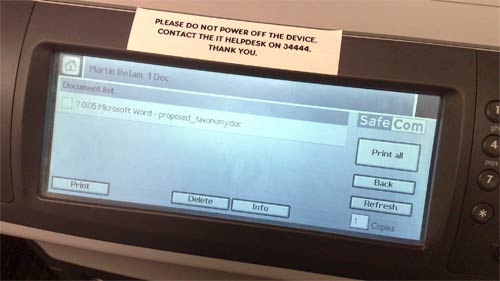 PLEASE DO NOT POWER OFF THE DEVICE.
CONTACT THE IT HELPDESK ON 34444.
THANK YOU.
Martin Belam, 1 Doc
Document list
? 0.05 Microsoft Word - proposed_taxonomy.doc
SafeCom
Print all
Back
Refresh
1 Copies
Print
Delete
Info
1
4
PQRS
7
*